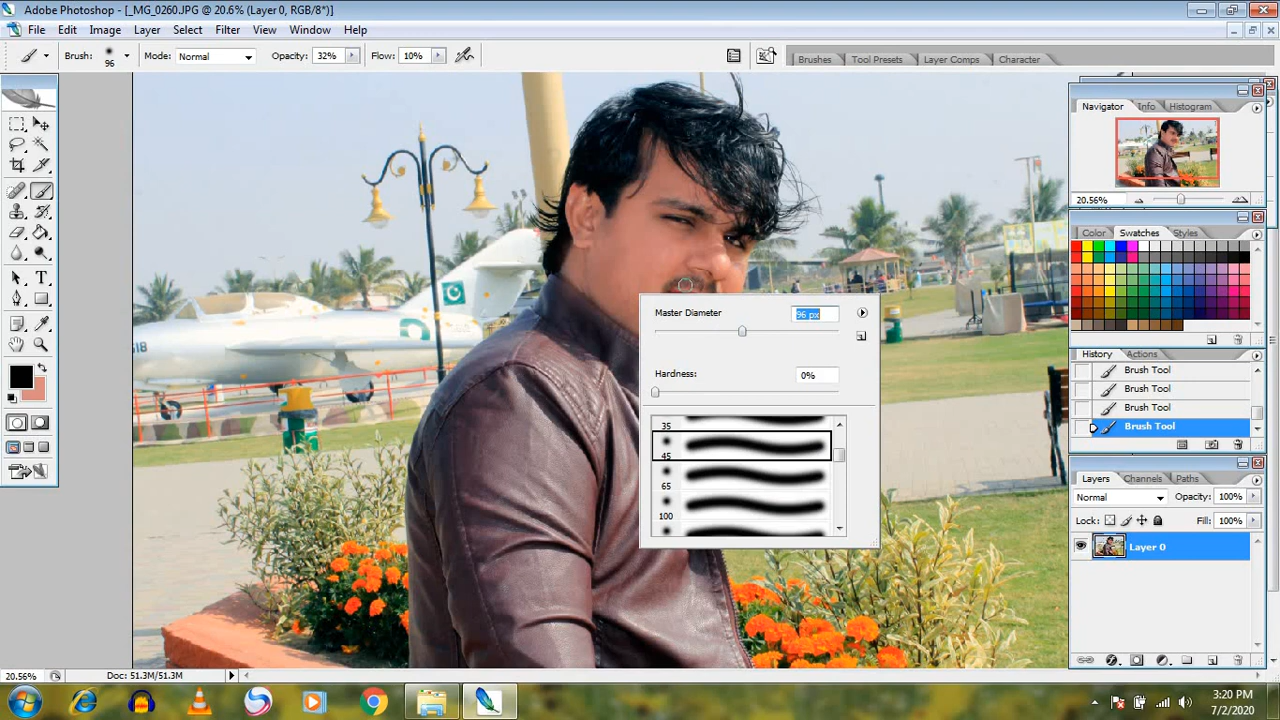 Adobe Photoshop - [_MG_0260.JPG @ 20.6% (Layer 0, RGB/8*)]
File Edit Image Layer Select Filter View Window Help
Brush: 96 Mode: Normal Opacity: 32% Flow: 10%
Brushes Tool Presets Layer Comps Character
Navigator Info Histogram
20.56%
Color Swatches Styles
Master Diameter 96 px
Hardness: 0%
35
45
65
100
History Actions
Brush Tool
Brush Tool
Brush Tool
Brush Tool
Layers Channels Paths
Normal Opacity: 100%
Lock: Fill: 100%
Layer 0
20.56% Doc: 51.3M/51.3M
3:20 PM
7/2/2020